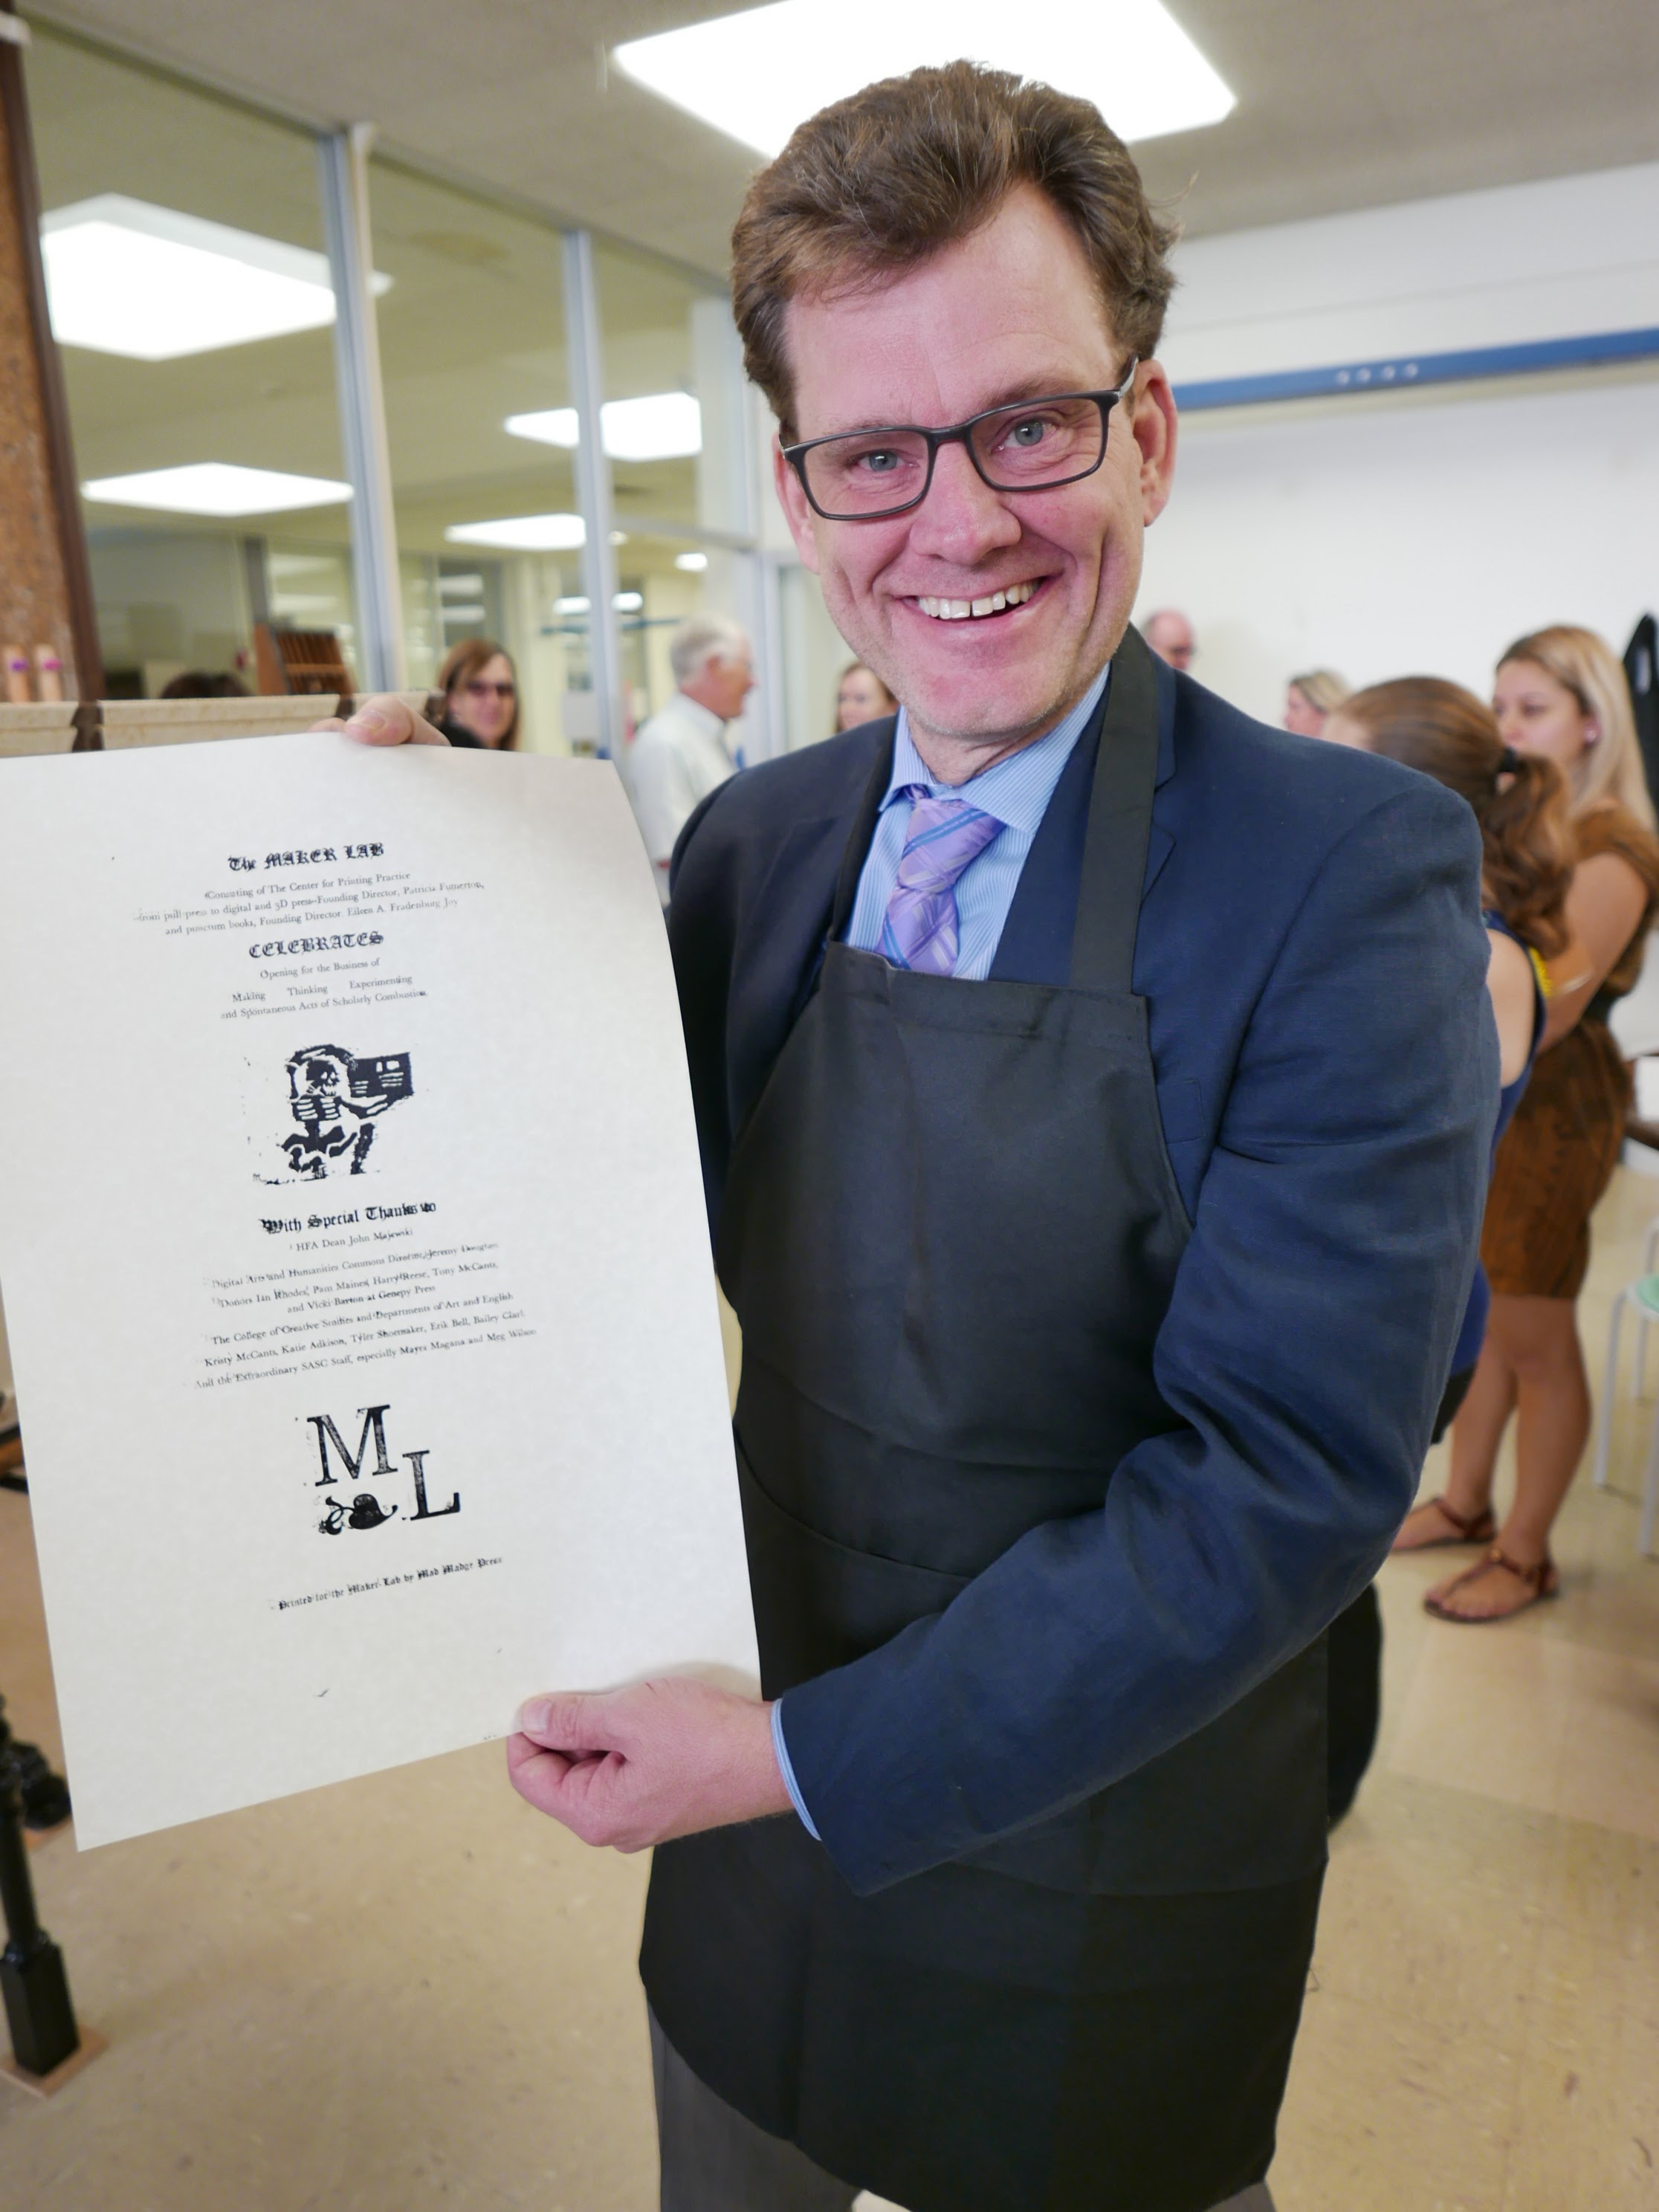 The MAKER LAB
Consisting of The Center for Printing Practice
from pull press to digital and 3D press—Founding Director, Patricia Fumerton,
and punctum books, Founding Director: Eileen A. Fradenburg Joy
CELEBRATES
Opening for the Business of
Making Thinking Experimenting
and Spontaneous Acts of Scholarly Combustion
With Special Thanks to
HFA Dean John Majewski
Digital Arts and Humanities Commons Director, Jeremy Douglass
Donors Ian Rhodes, Pam Maines, Harry Reese, Tony McCants,
and Vicki Barton at Genepy Press
The College of Creative Studies and Departments of Art and English
Kristy McCants, Katie Adkison, Tyler Shoemaker, Erik Bell, Bailey
And the Extraordinary SASC Staff, especially Mayra Magana and Meg Wilson
M
L
Printed for the Maker Lab by Mad Madge Press